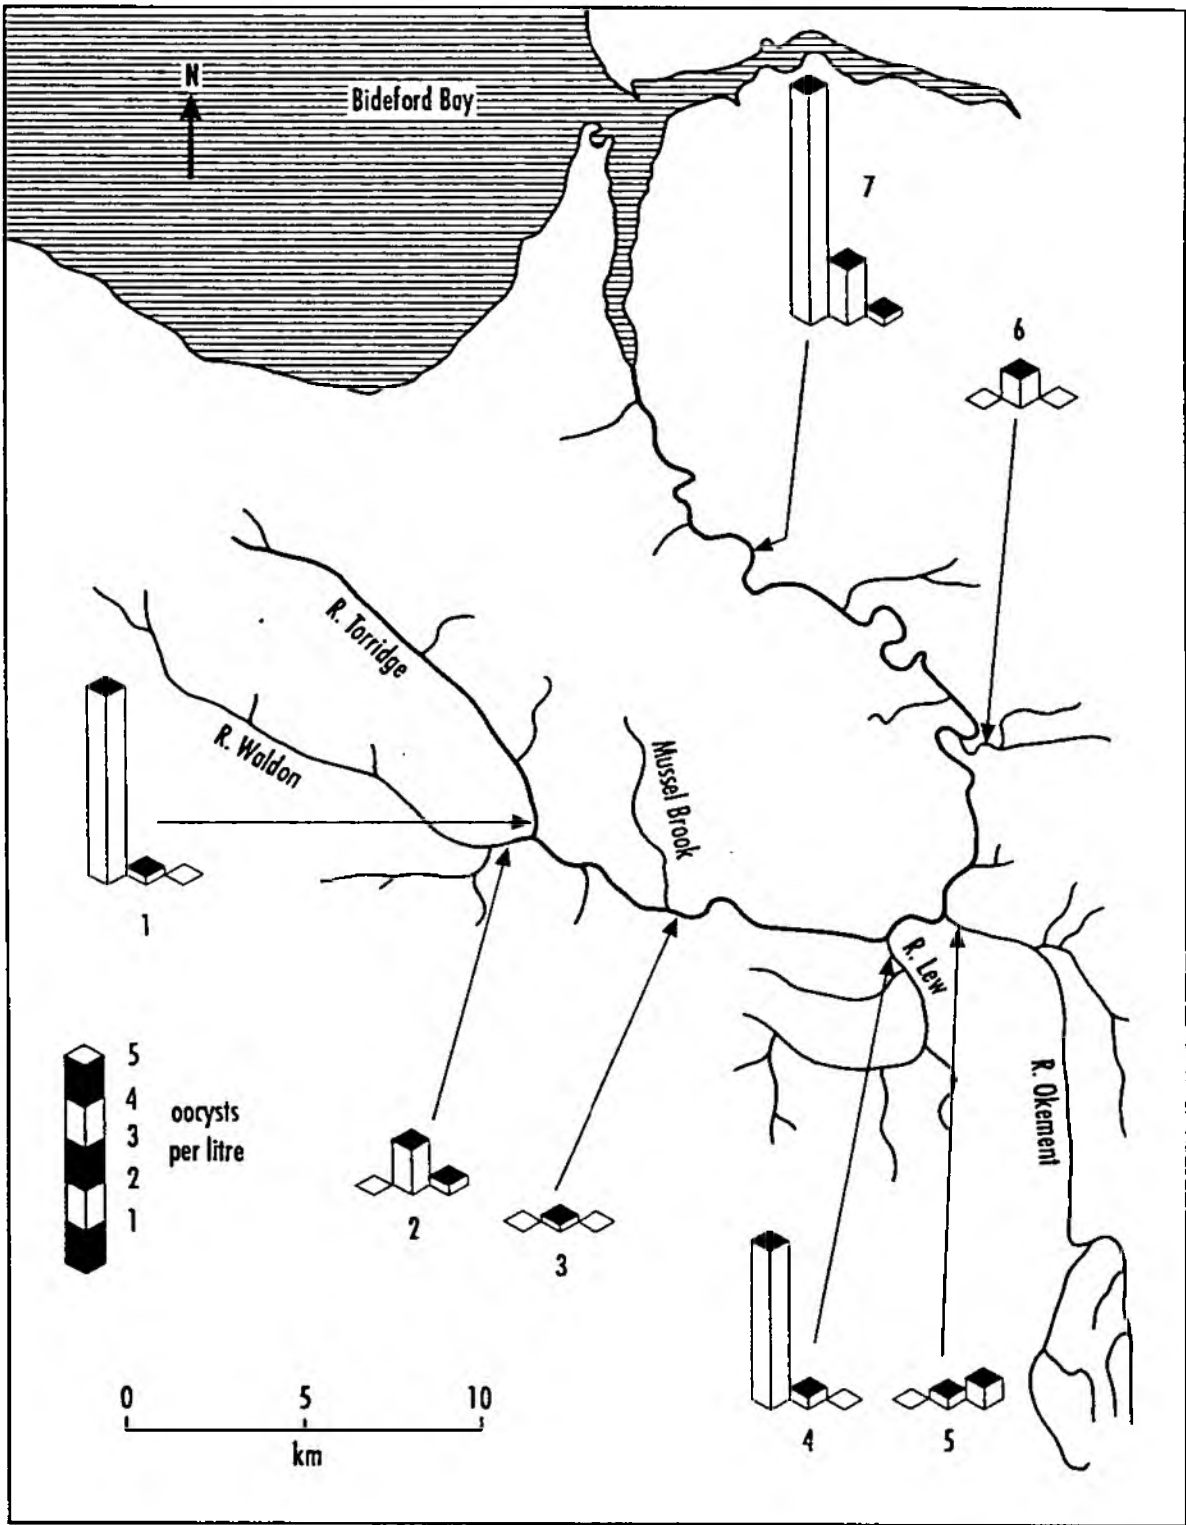 N
Bideford Bay
7
6
R. Torridge
R. Waldon
Mussel Brook
1
R. Lew
R. Okement
5
4
3
2
1
oocysts
per litre
2
3
4
5
0 5 10
km